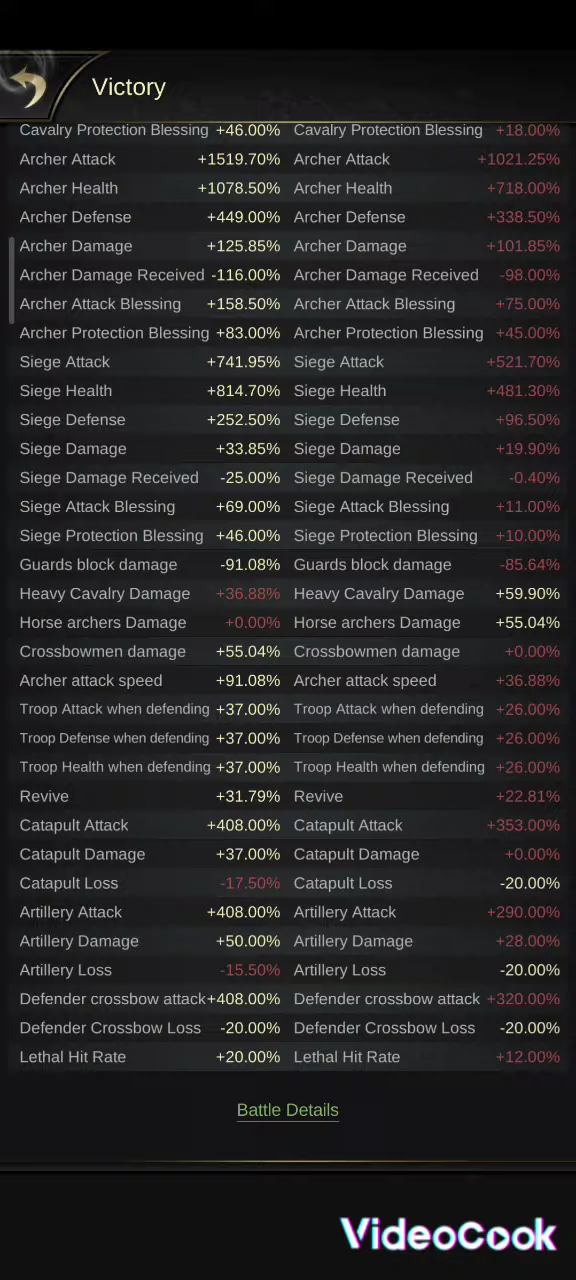 Victory
Cavalry Protection Blessing +46.00% Cavalry Protection Blessing +18.00%
Archer Attack +1519.70% Archer Attack +1021.25%
Archer Health +1078.50% Archer Health +718.00%
Archer Defense +449.00% Archer Defense +338.50%
Archer Damage +125.85% Archer Damage +101.85%
Archer Damage Received -116.00% Archer Damage Received -98.00%
Archer Attack Blessing +158.50% Archer Attack Blessing +75.00%
Archer Protection Blessing +83.00% Archer Protection Blessing +45.00%
Siege Attack +741.95% Siege Attack +521.70%
Siege Health +814.70% Siege Health +481.30%
Siege Defense +252.50% Siege Defense +96.50%
Siege Damage +33.85% Siege Damage +19.90%
Siege Damage Received -25.00% Siege Damage Received -0.40%
Siege Attack Blessing +69.00% Siege Attack Blessing +11.00%
Siege Protection Blessing +46.00% Siege Protection Blessing +10.00%
Guards block damage -91.08% Guards block damage -85.64%
Heavy Cavalry Damage +36.88% Heavy Cavalry Damage +59.90%
Horse archers Damage +0.00% Horse archers Damage +55.04%
Crossbowmen damage +55.04% Crossbowmen damage +0.00%
Archer attack speed +91.08% Archer attack speed +36.88%
Troop Attack when defending +37.00% Troop Attack when defending +26.00%
Troop Defense when defending +37.00% Troop Defense when defending +26.00%
Troop Health when defending +37.00% Troop Health when defending +26.00%
Revive +31.79% Revive +22.81%
Catapult Attack +408.00% Catapult Attack +353.00%
Catapult Damage +37.00% Catapult Damage +0.00%
Catapult Loss -17.50% Catapult Loss -20.00%
Artillery Attack +408.00% Artillery Attack +290.00%
Artillery Damage +50.00% Artillery Damage +28.00%
Artillery Loss -15.50% Artillery Loss -20.00%
Defender crossbow attack +408.00% Defender crossbow attack +320.00%
Defender Crossbow Loss -20.00% Defender Crossbow Loss -20.00%
Lethal Hit Rate +20.00% Lethal Hit Rate +12.00%
Battle Details
VideoCook